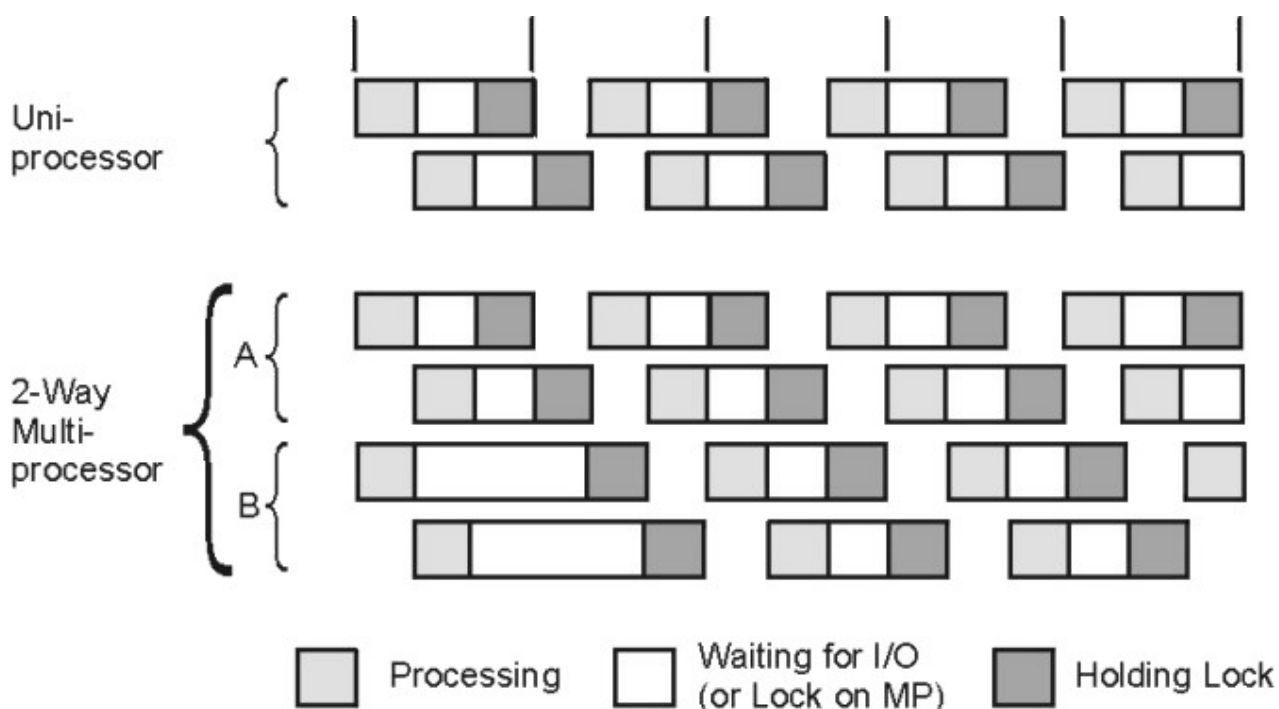 Uni-
processor
2-Way
Multi-
processor
A
B
Processing
Waiting for I/O
(or Lock on MP)
Holding Lock